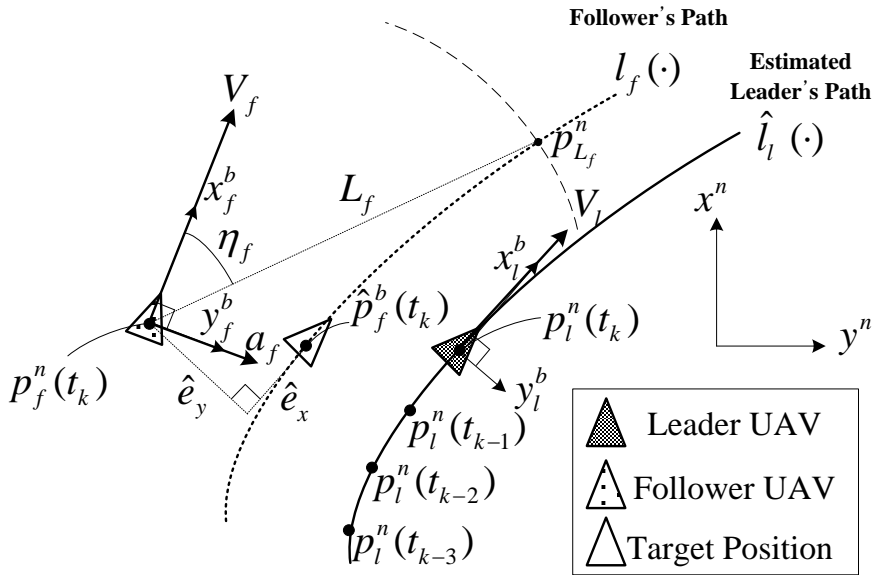 Follower's Path
l_f (·)
Estimated
Leader's Path
l̂_l (·)
V_f
x_f^b
L_f
η_f
p_{L_f}^n
V_l
x_l^b
x^n
y^n
y_f^b
a_f
p̂_f^b (t_k)
p_l^n (t_k)
p_f^n (t_k)
ê_y
ê_x
y_l^b
p_l^n (t_{k-1})
p_l^n (t_{k-2})
p_l^n (t_{k-3})
Leader UAV
Follower UAV
Target Position